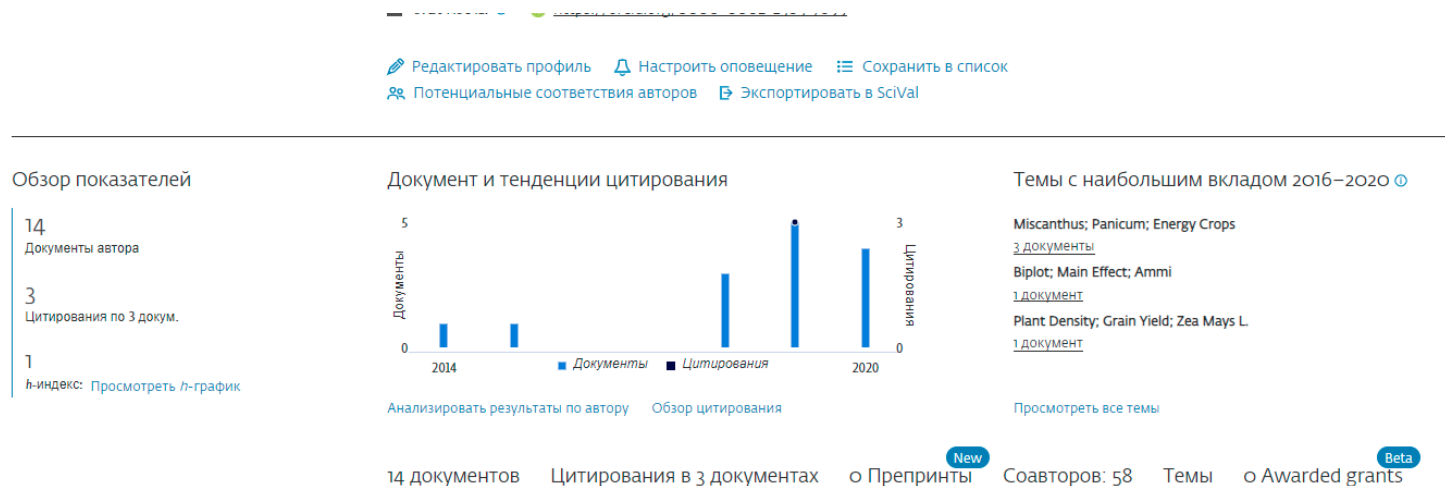 Редактировать профиль Настроить оповещение Сохранить в список
Потенциальные соответствия авторов Экспортировать в SciVal
Обзор показателей
14
Документы автора
3
Цитирования по 3 докум.
1
h-индекс: Просмотреть h-график
Документ и тенденции цитирования
5
3
Документы
Цитирования
0
0
2014
2020
Документы Цитирования
Анализировать результаты по автору Обзор цитирования
Темы с наибольшим вкладом 2016–2020
Miscanthus; Panicum; Energy Crops
3 документы
Biplot; Main Effect; Ammi
1 документ
Plant Density; Grain Yield; Zea Mays L.
1 документ
Просмотреть все темы
New
Beta
14 документов Цитирования в 3 документах 0 Препринты Соавторов: 58 Темы 0 Awarded grants